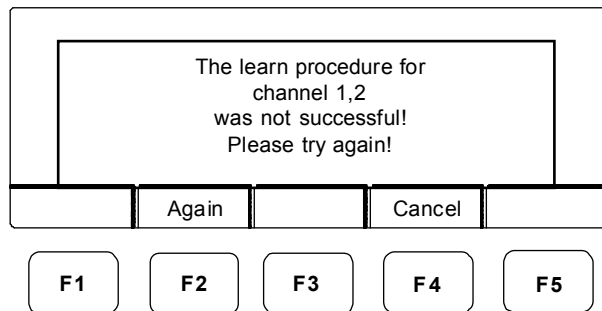 The learn procedure for
channel 1,2
was not successful!
Please try again!
Again Cancel
F1 F2 F3 F4 F5